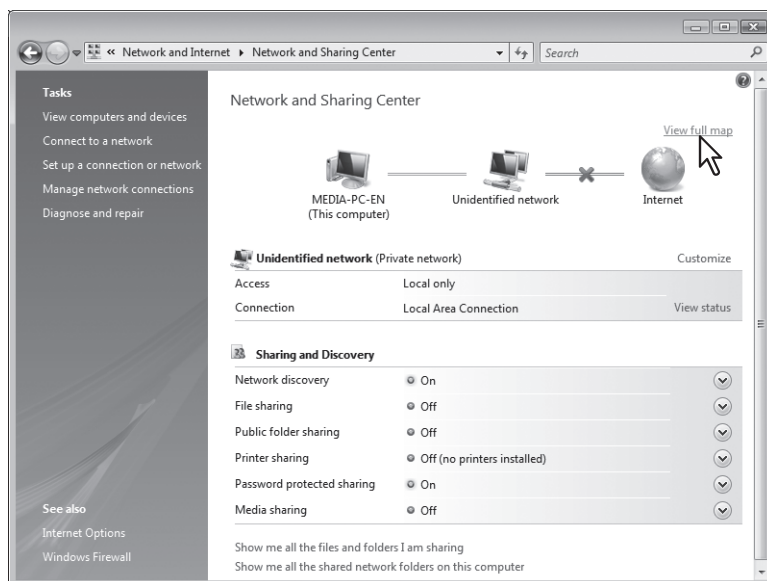 « Network and Internet ▸ Network and Sharing Center
Search
Tasks
View computers and devices
Connect to a network
Set up a connection or network
Manage network connections
Diagnose and repair
See also
Internet Options
Windows Firewall
Network and Sharing Center
View full map
MEDIA-PC-EN
(This computer)
Unidentified network
Internet
Unidentified network (Private network)
Customize
Access
Local only
Connection
Local Area Connection
View status
Sharing and Discovery
Network discovery
On
File sharing
Off
Public folder sharing
Off
Printer sharing
Off (no printers installed)
Password protected sharing
On
Media sharing
Off
Show me all the files and folders I am sharing
Show me all the shared network folders on this computer